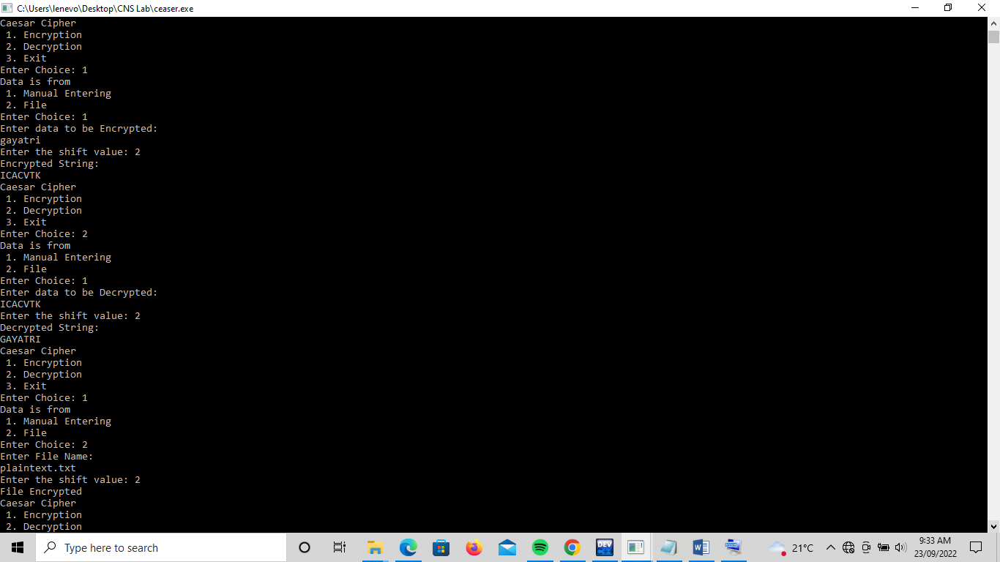 C:\Users\lenevo\Desktop\CNS Lab\ceaser.exe
Caesar Cipher
1. Encryption
2. Decryption
3. Exit
Enter Choice: 1
Data is from
1. Manual Entering
2. File
Enter Choice: 1
Enter data to be Encrypted:
gayatri
Enter the shift value: 2
Encrypted String:
ICACVTK
Caesar Cipher
1. Encryption
2. Decryption
3. Exit
Enter Choice: 2
Data is from
1. Manual Entering
2. File
Enter Choice: 1
Enter data to be Decrypted:
ICACVTK
Enter the shift value: 2
Decrypted String:
GAYATRI
Caesar Cipher
1. Encryption
2. Decryption
3. Exit
Enter Choice: 1
Data is from
1. Manual Entering
2. File
Enter Choice: 2
Enter File Name:
plaintext.txt
Enter the shift value: 2
File Encrypted
Caesar Cipher
1. Encryption
2. Decryption
Type here to search
DEV
21°C
9:33 AM
23/09/2022